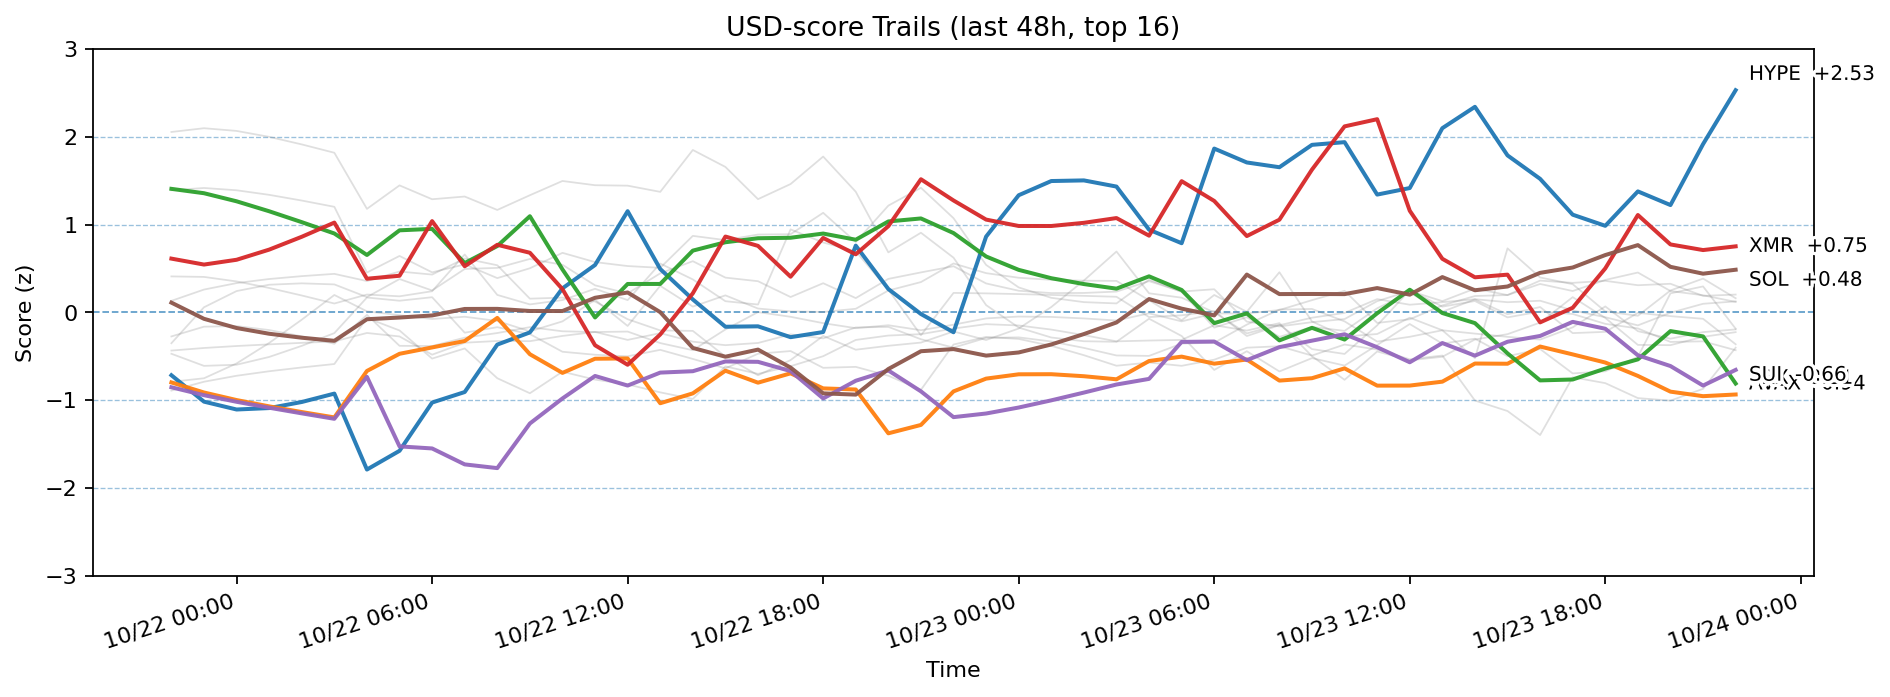 USD-score Trails (last 48h, top 16)
Score (z)
3
2
1
0
−1
−2
−3
HYPE +2.53
XMR +0.75
SOL +0.48
SUI -0.66
10/22 00:00
10/22 06:00
10/22 12:00
10/22 18:00
10/23 00:00
10/23 06:00
10/23 12:00
10/23 18:00
10/24 00:00
Time